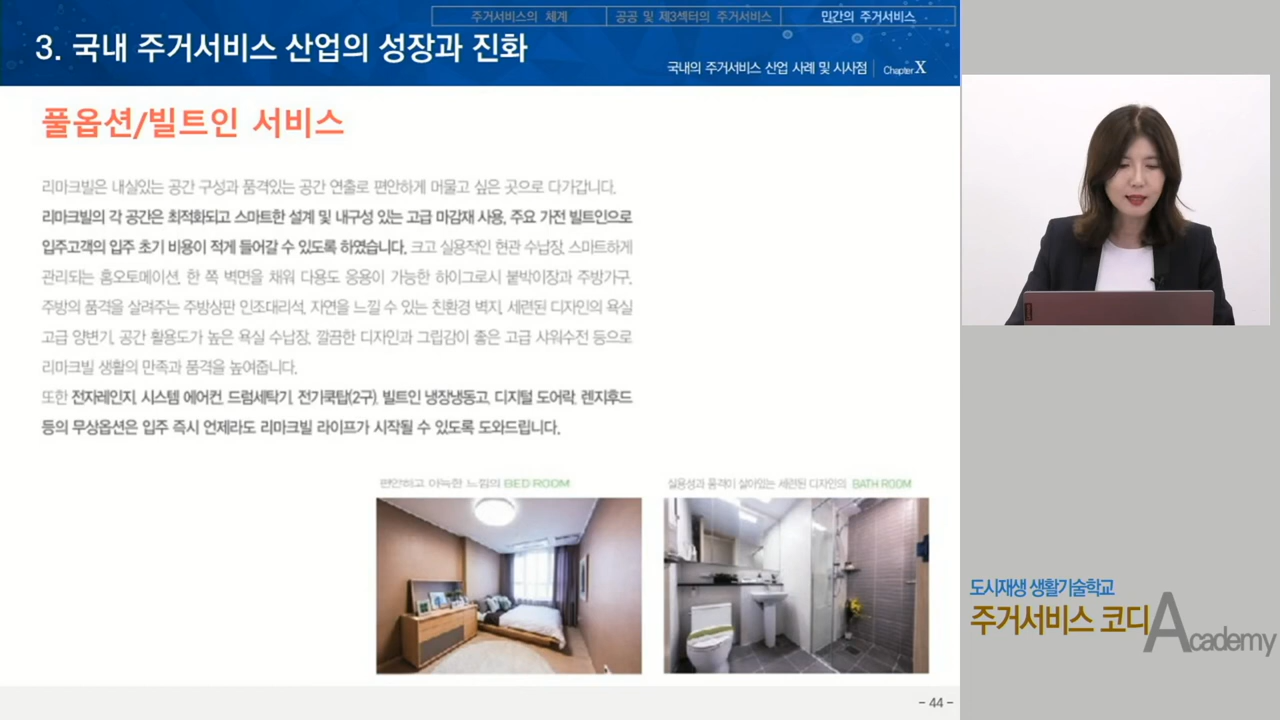 주거서비스의 체계
공공 및 제3섹터의 주거서비스
민간의 주거서비스
3. 국내 주거서비스 산업의 성장과 진화
국내의 주거서비스 산업 사례 및 시사점
Chapter X
풀옵션/빌트인 서비스
리마크빌은 내실있는 공간 구성과 품격있는 공간 연출로 편안하게 머물고 싶은 곳으로 다가갑니다.
리마크빌의 각 공간은 최적화되고 스마트한 설계 및 내구성 있는 고급 마감재 사용, 주요 가전 빌트인으로
입주고객의 입주 초기 비용이 적게 들어갈 수 있도록 하였습니다. 크고 실용적인 현관 수납장, 스마트하게
관리되는 홈오토메이션, 한 쪽 벽면을 채워 다용도 응용이 가능한 하이그로시 붙박이장과 주방가구,
주방의 품격을 살려주는 주방상판 인조대리석, 자연을 느낄 수 있는 친환경 벽지, 세련된 디자인의 욕실
고급 양변기, 공간 활용도가 높은 욕실 수납장, 깔끔한 디자인과 그립감이 좋은 고급 샤워수전 등으로
리마크빌 생활의 만족과 품격을 높여줍니다.
또한 전자레인지, 시스템 에어컨, 드럼세탁기, 전기쿡탑(2구), 빌트인 냉장냉동고, 디지털 도어락, 렌지후드
등의 무상옵션은 입주 즉시 언제라도 리마크빌 라이프가 시작될 수 있도록 도와드립니다.
편안하고 아늑한 느낌의 BED ROOM
실용성과 품격이 살아있는 세련된 디자인의 BATH ROOM
- 44 -
도시재생 생활기술학교
주거서비스 코디 Academy